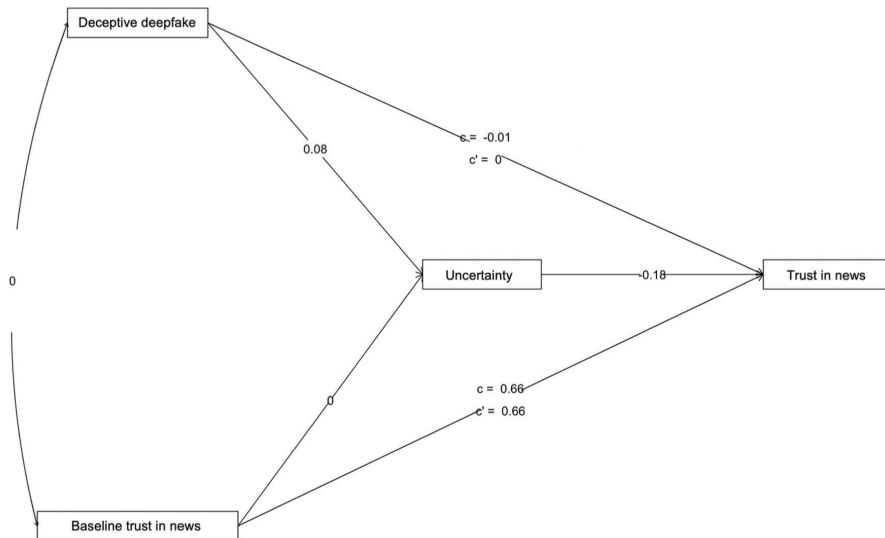 Deceptive deepfake
c = -0.01
0.08
c' = 0
Uncertainty
-0.18
Trust in news
0
c = 0.66
0
c' = 0.66
Baseline trust in news